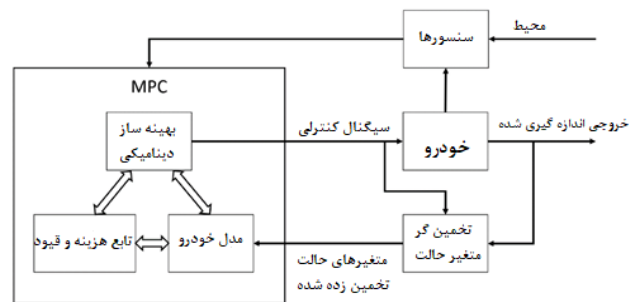 محیط
سنسورها
MPC
بهینه ساز
دینامیکی
سیگنال کنترلی
خودرو
خروجی اندازه گیری شده
تابع هزینه و قیود
مدل خودرو
متغیرهای حالت
تخمین زده شده
تخمین گر
متغیر حالت